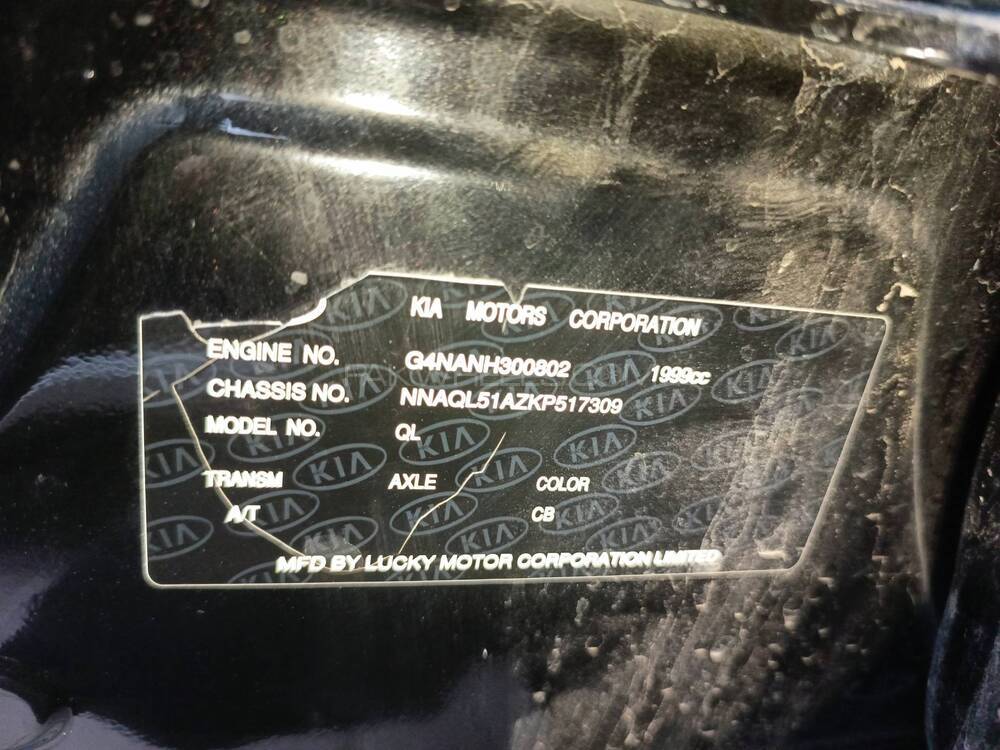 KIA MOTORS CORPORATION
ENGINE NO. G4NANH300802 1999cc
CHASSIS NO. NNAQL51AZKP517309
MODEL NO. QL
TRANSM AXLE COLOR
A/T CB
MFD BY LUCKY MOTOR CORPORATION LIMITED